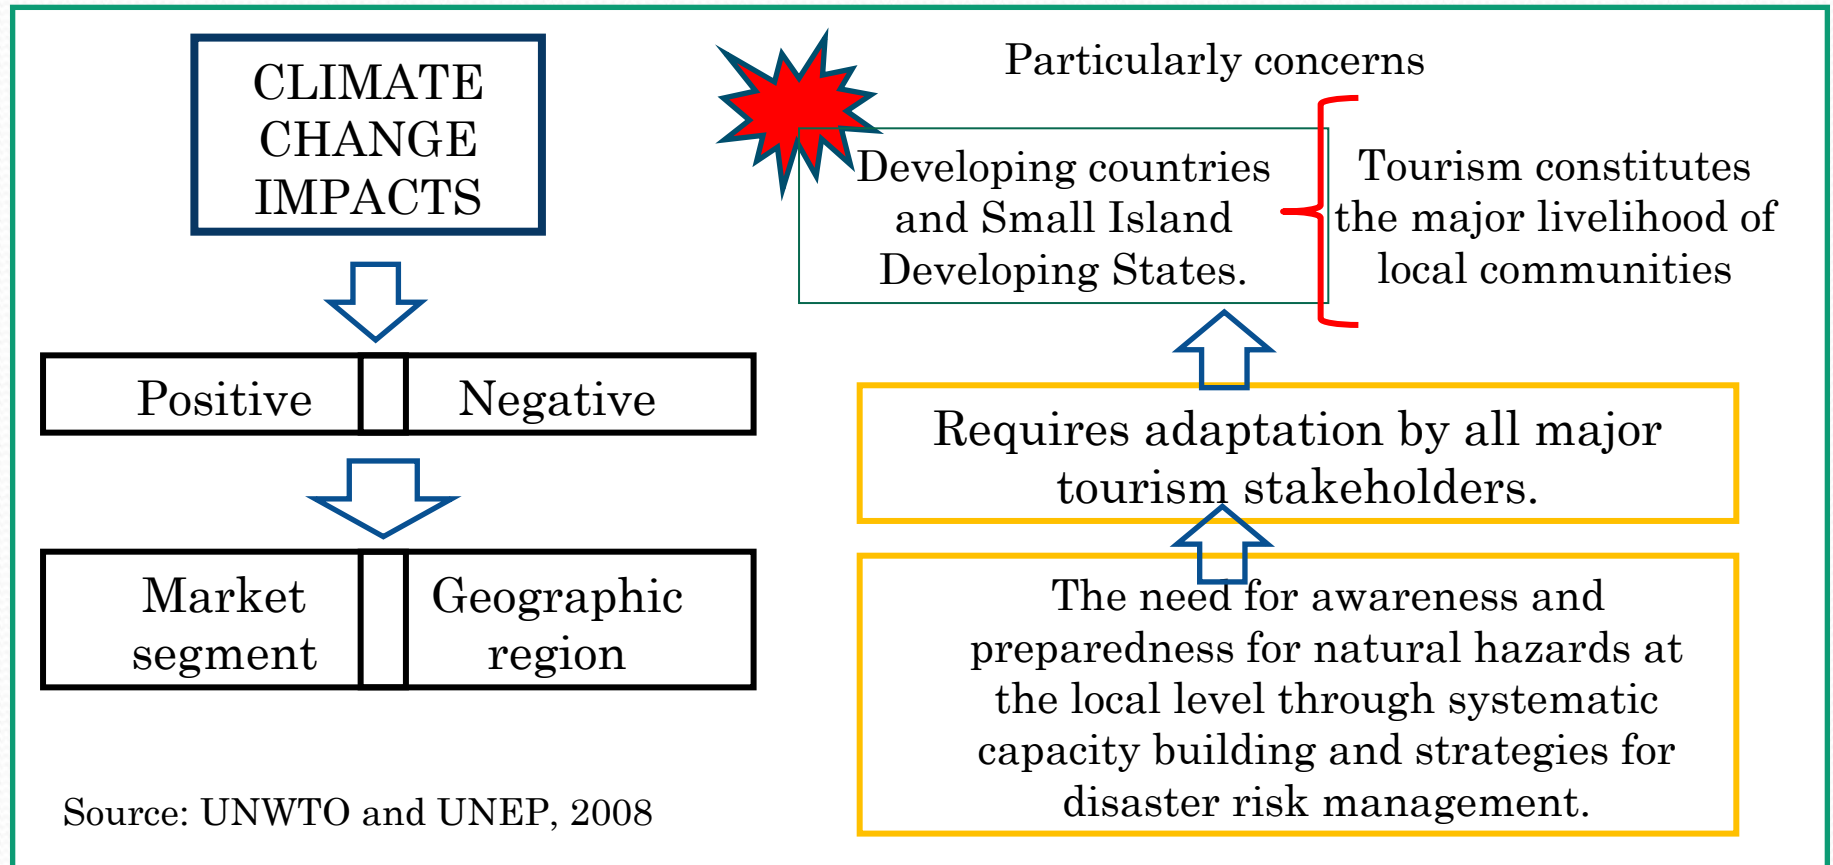 CLIMATE
CHANGE
IMPACTS
Positive
Negative
Market
segment
Geographic
region
Source: UNWTO and UNEP, 2008
Particularly concerns
Developing countries
and Small Island
Developing States.
Tourism constitutes
the major livelihood of
local communities
Requires adaptation by all major
tourism stakeholders.
The need for awareness and
preparedness for natural hazards at
the local level through systematic
capacity building and strategies for
disaster risk management.